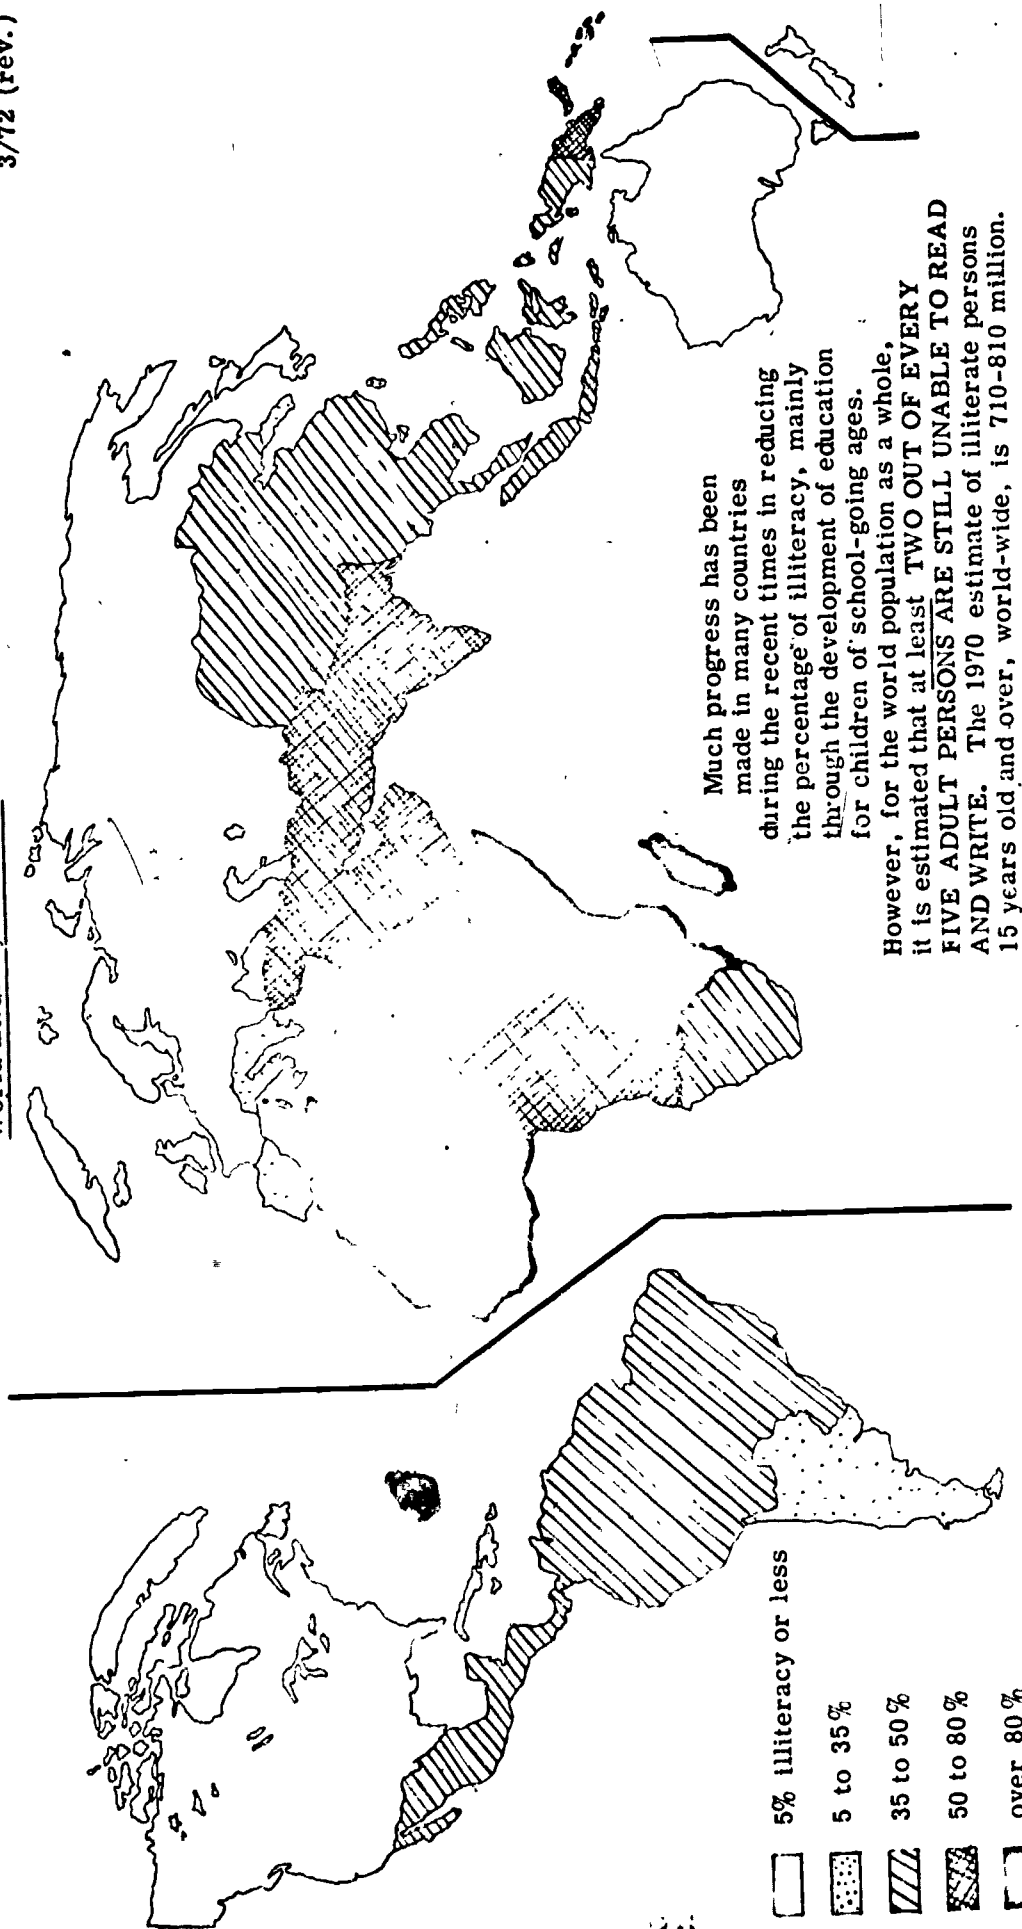 3/72 (rev.)
Much progress has been
made in many countries
during the recent times in reducing
the percentage of illiteracy, mainly
through the development of education
for children of school-going ages.
However, for the world population as a whole,
it is estimated that at least TWO OUT OF EVERY
FIVE ADULT PERSONS ARE STILL UNABLE TO READ
AND WRITE. The 1970 estimate of illiterate persons
15 years old and over, world-wide, is 710-810 million.
5% illiteracy or less
5 to 35%
35 to 50%
50 to 80%
over 80%